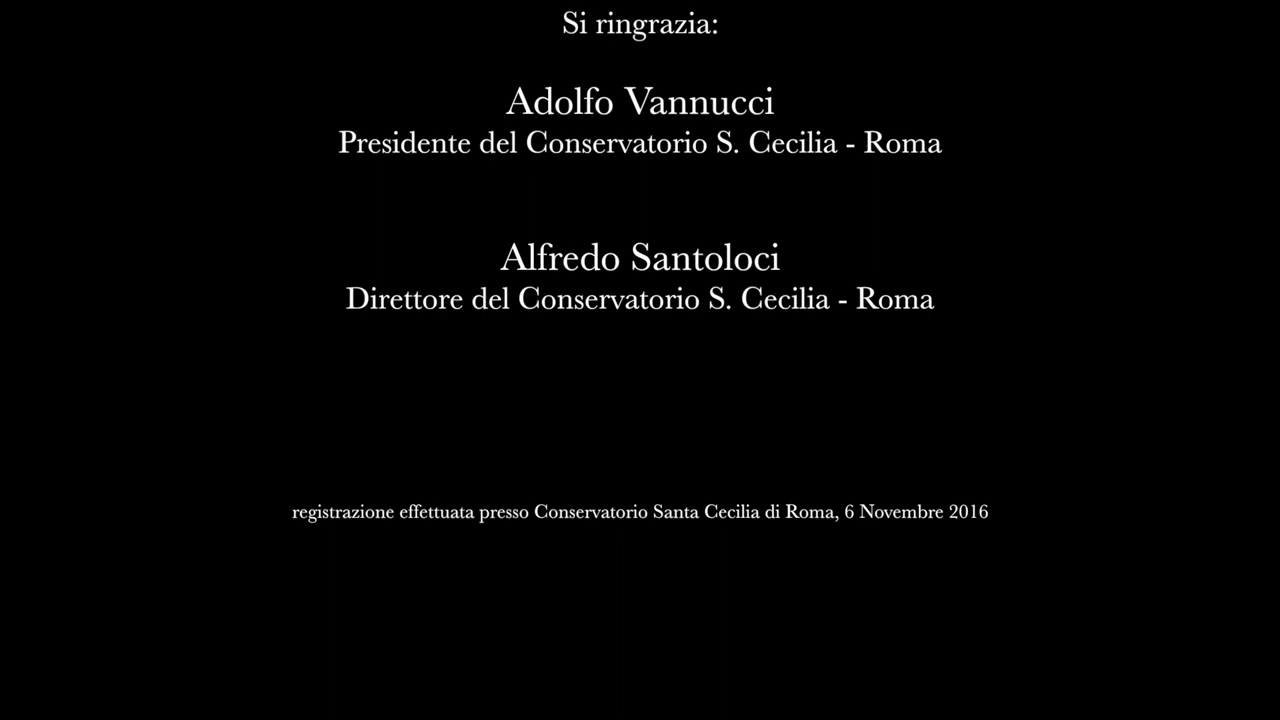 Si ringrazia:
Adolfo Vannucci
Presidente del Conservatorio S. Cecilia - Roma
Alfredo Santoloci
Direttore del Conservatorio S. Cecilia - Roma
registrazione effettuata presso Conservatorio Santa Cecilia di Roma, 6 Novembre 2016